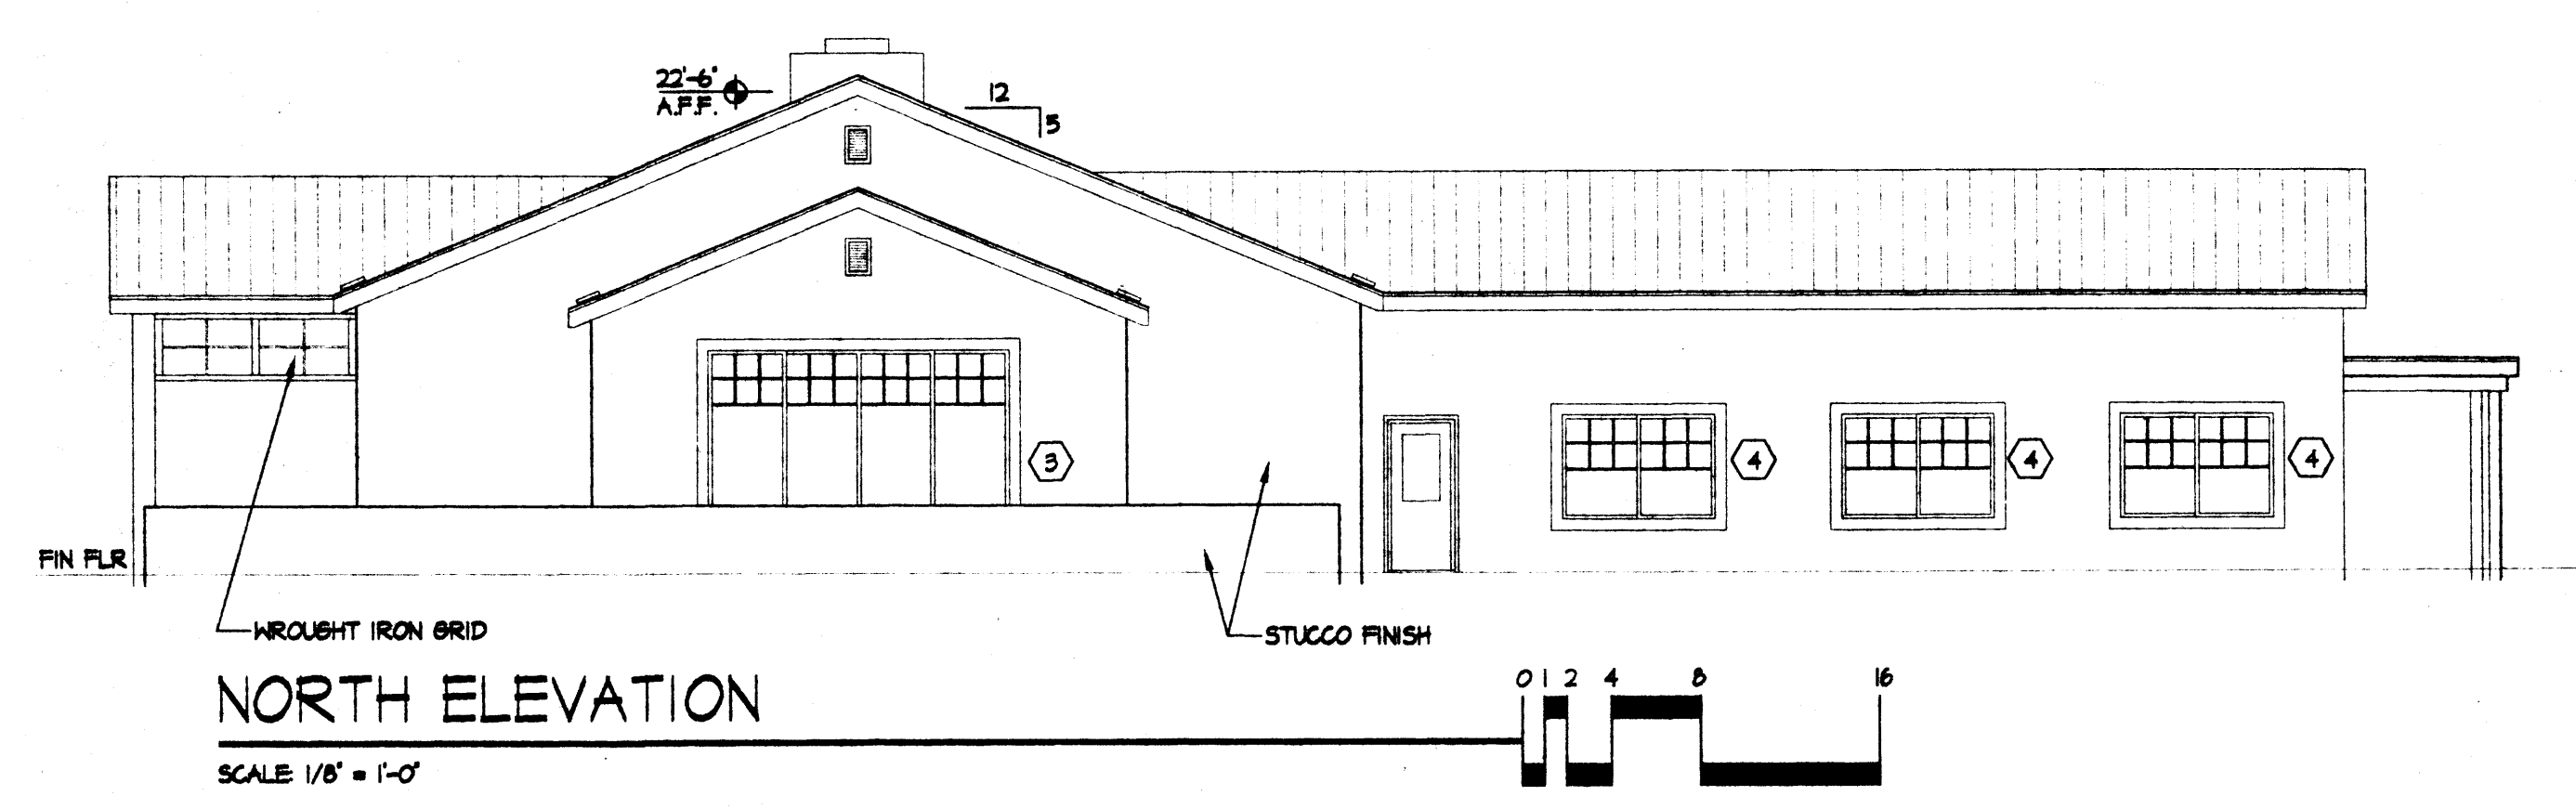 22'-6"
A.F.F.
12
5
3
4
4
4
FIN FLR
WROUGHT IRON GRID
STUCCO FINISH
NORTH ELEVATION
0 1 2 4 8 16
SCALE: 1/8" = 1'-0"